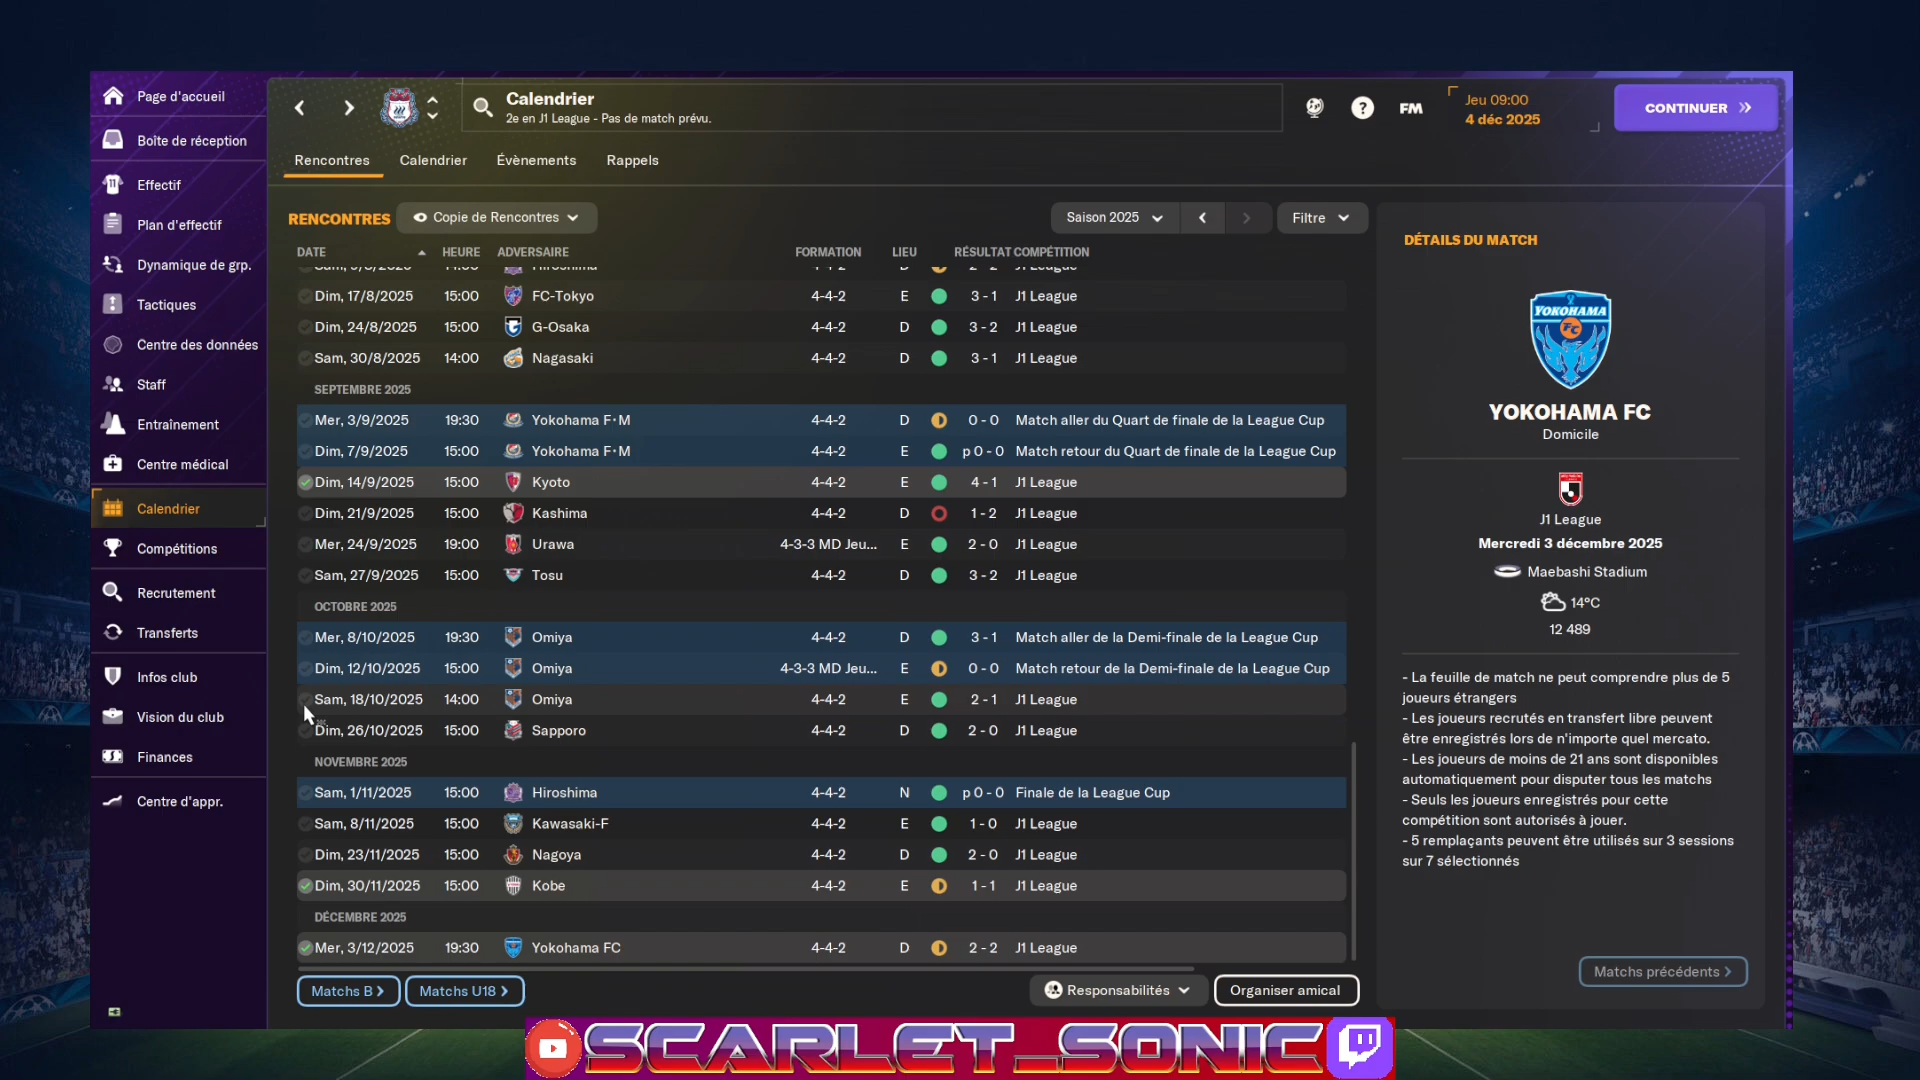 Page d'accueil
Boîte de réception
Effectif
Plan d'effectif
Dynamique de grp.
Tactiques
Centre des données
Staff
Entraînement
Centre médical
Calendrier
Compétitions
Recrutement
Transferts
Infos club
Vision du club
Finances
Centre d'appr.
Calendrier
2e en J1 League - Pas de match prévu.
FM
Jeu 09:00
4 déc 2025
CONTINUER
Rencontres Calendrier Évènements Rappels
RENCONTRES Copie de Rencontres Saison 2025 Filtre
DATE HEURE ADVERSAIRE FORMATION LIEU RÉSULTAT COMPÉTITION
Hiroshima J1 League
Dim, 17/8/2025 15:00 FC-Tokyo 4-4-2 E 3 - 1 J1 League
Dim, 24/8/2025 15:00 G-Osaka 4-4-2 D 3 - 2 J1 League
Sam, 30/8/2025 14:00 Nagasaki 4-4-2 D 3 - 1 J1 League
SEPTEMBRE 2025
Mer, 3/9/2025 19:30 Yokohama F·M 4-4-2 D 0 - 0 Match aller du Quart de finale de la League Cup
Dim, 7/9/2025 15:00 Yokohama F·M 4-4-2 E p 0 - 0 Match retour du Quart de finale de la League Cup
Dim, 14/9/2025 15:00 Kyoto 4-4-2 E 4 - 1 J1 League
Dim, 21/9/2025 15:00 Kashima 4-4-2 D 1 - 2 J1 League
Mer, 24/9/2025 19:00 Urawa 4-3-3 MD Jeu... E 2 - 0 J1 League
Sam, 27/9/2025 15:00 Tosu 4-4-2 D 3 - 2 J1 League
OCTOBRE 2025
Mer, 8/10/2025 19:30 Omiya 4-4-2 D 3 - 1 Match aller de la Demi-finale de la League Cup
Dim, 12/10/2025 15:00 Omiya 4-3-3 MD Jeu... E 0 - 0 Match retour de la Demi-finale de la League Cup
Sam, 18/10/2025 14:00 Omiya 4-4-2 E 2 - 1 J1 League
Dim, 26/10/2025 15:00 Sapporo 4-4-2 D 2 - 0 J1 League
NOVEMBRE 2025
Sam, 1/11/2025 15:00 Hiroshima 4-4-2 N p 0 - 0 Finale de la League Cup
Sam, 8/11/2025 15:00 Kawasaki-F 4-4-2 E 1 - 0 J1 League
Dim, 23/11/2025 15:00 Nagoya 4-4-2 D 2 - 0 J1 League
Dim, 30/11/2025 15:00 Kobe 4-4-2 E 1 - 1 J1 League
DÉCEMBRE 2025
Mer, 3/12/2025 19:30 Yokohama FC 4-4-2 D 2 - 2 J1 League
Matchs B Matchs U18 Responsabilités Organiser amical
DÉTAILS DU MATCH
YOKOHAMA
FC
YOKOHAMA FC
Domicile
J1 League
Mercredi 3 décembre 2025
Maebashi Stadium
14°C
12 489
- La feuille de match ne peut comprendre plus de 5
joueurs étrangers
- Les joueurs recrutés en transfert libre peuvent
être enregistrés lors de n'importe quel mercato.
- Les joueurs de moins de 21 ans sont disponibles
automatiquement pour disputer tous les matchs
- Seuls les joueurs enregistrés pour cette
compétition sont autorisés à jouer.
- 5 remplaçants peuvent être utilisés sur 3 sessions
sur 7 sélectionnés
Matchs précédents
SCARLET_SONIC